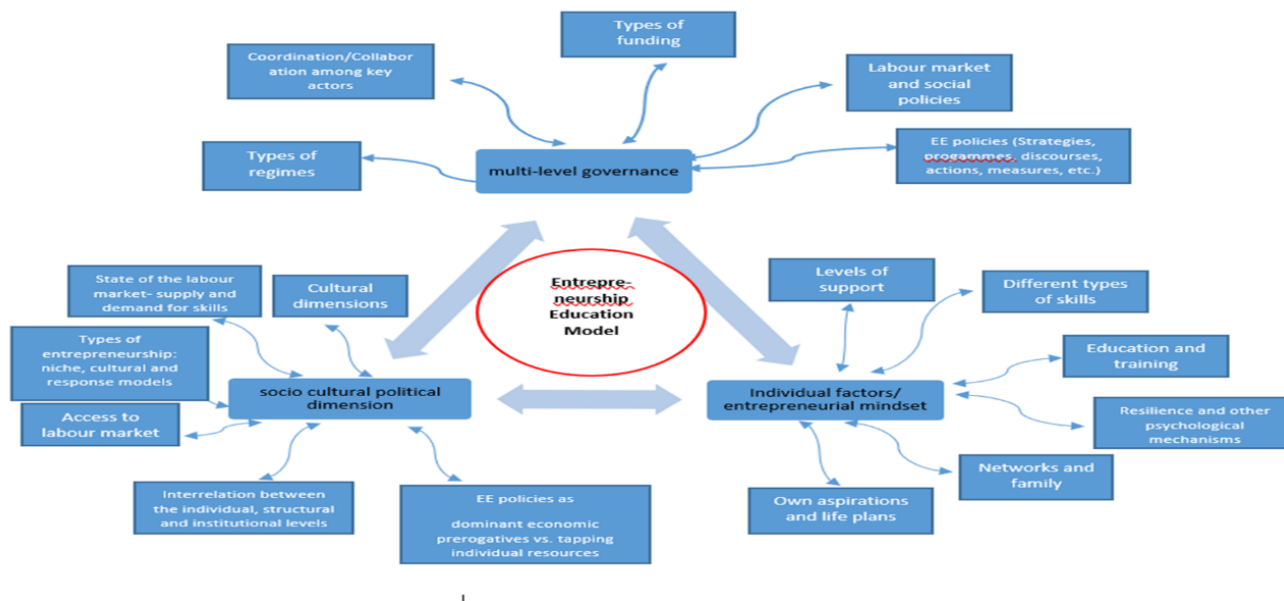 Types of
funding
Coordination/Collabor
ation among key
actors
Labour market
and social
policies
Types of
regimes
multi-level governance
EE policies (Strategies,
progammes, discourses,
actions, measures, etc.)
State of the labour
market- supply and
demand for skills
Cultural
dimensions
Entrepre-
neurship
Education
Model
Levels of
support
Different types
of skills
Types of
entrepreneurship:
niche, cultural and
response models
Education and
training
socio cultural political
dimension
Individual factors/
entrepreneurial mindset
Access to
labour market
Resilience and other
psychological
mechanisms
Interrelation between
the individual, structural
and institutional levels
EE policies as
dominant economic
prerogatives vs. tapping
individual resources
Own aspirations
and life plans
Networks and
family